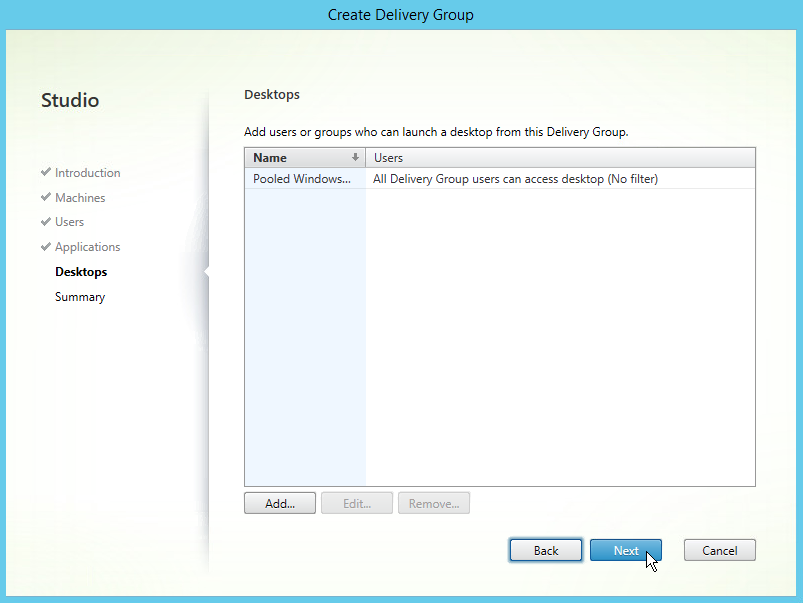 Create Delivery Group
Studio
Introduction
Machines
Users
Applications
Desktops
Summary
Desktops
Add users or groups who can launch a desktop from this Delivery Group.
Name Users
Pooled Windows... All Delivery Group users can access desktop (No filter)
Add... Edit... Remove...
Back Next Cancel